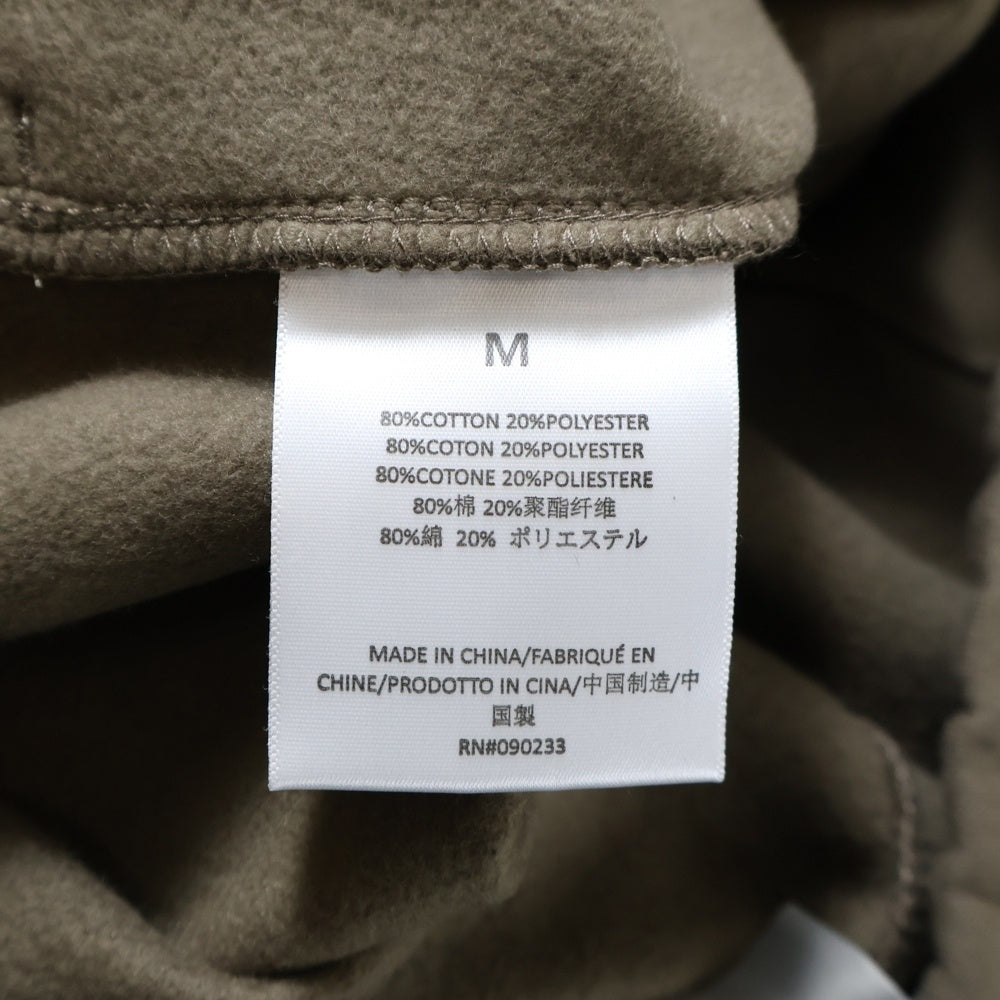 M
80%COTTON 20%POLYESTER
80%COTON 20%POLYESTER
80%COTONE 20%POLIESTERE
80%棉 20%聚酯纤维
80%綿 20% ポリエステル
MADE IN CHINA/FABRIQUÉ EN
CHINE/PRODOTTO IN CINA/中国制造/中
国製
RN#090233